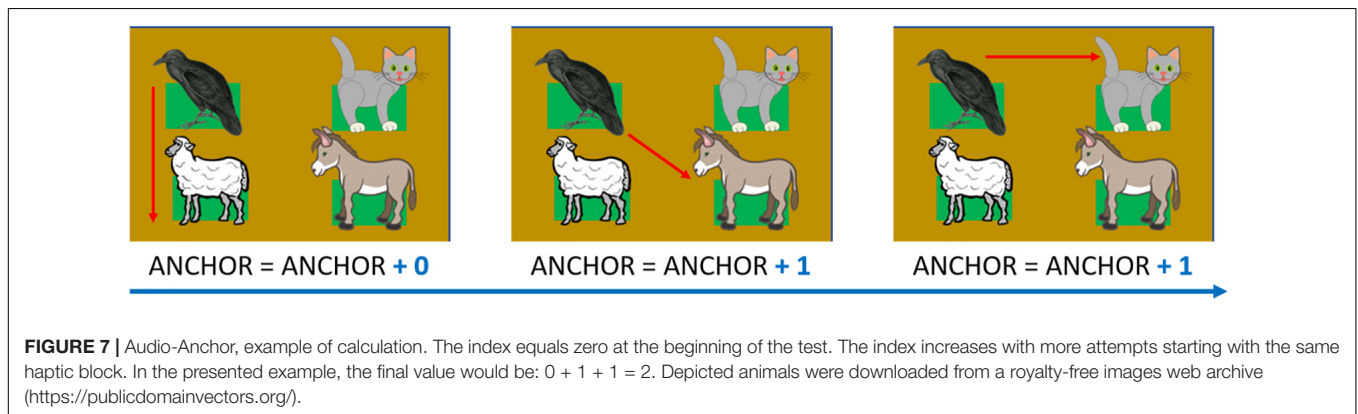 ANCHOR = ANCHOR + 0
ANCHOR = ANCHOR + 1
ANCHOR = ANCHOR + 1
FIGURE 7 | Audio-Anchor, example of calculation. The index equals zero at the beginning of the test. The index increases with more attempts starting with the same
haptic block. In the presented example, the final value would be: 0 + 1 + 1 = 2. Depicted animals were downloaded from a royalty-free images web archive
(https://publicdomainvectors.org/).